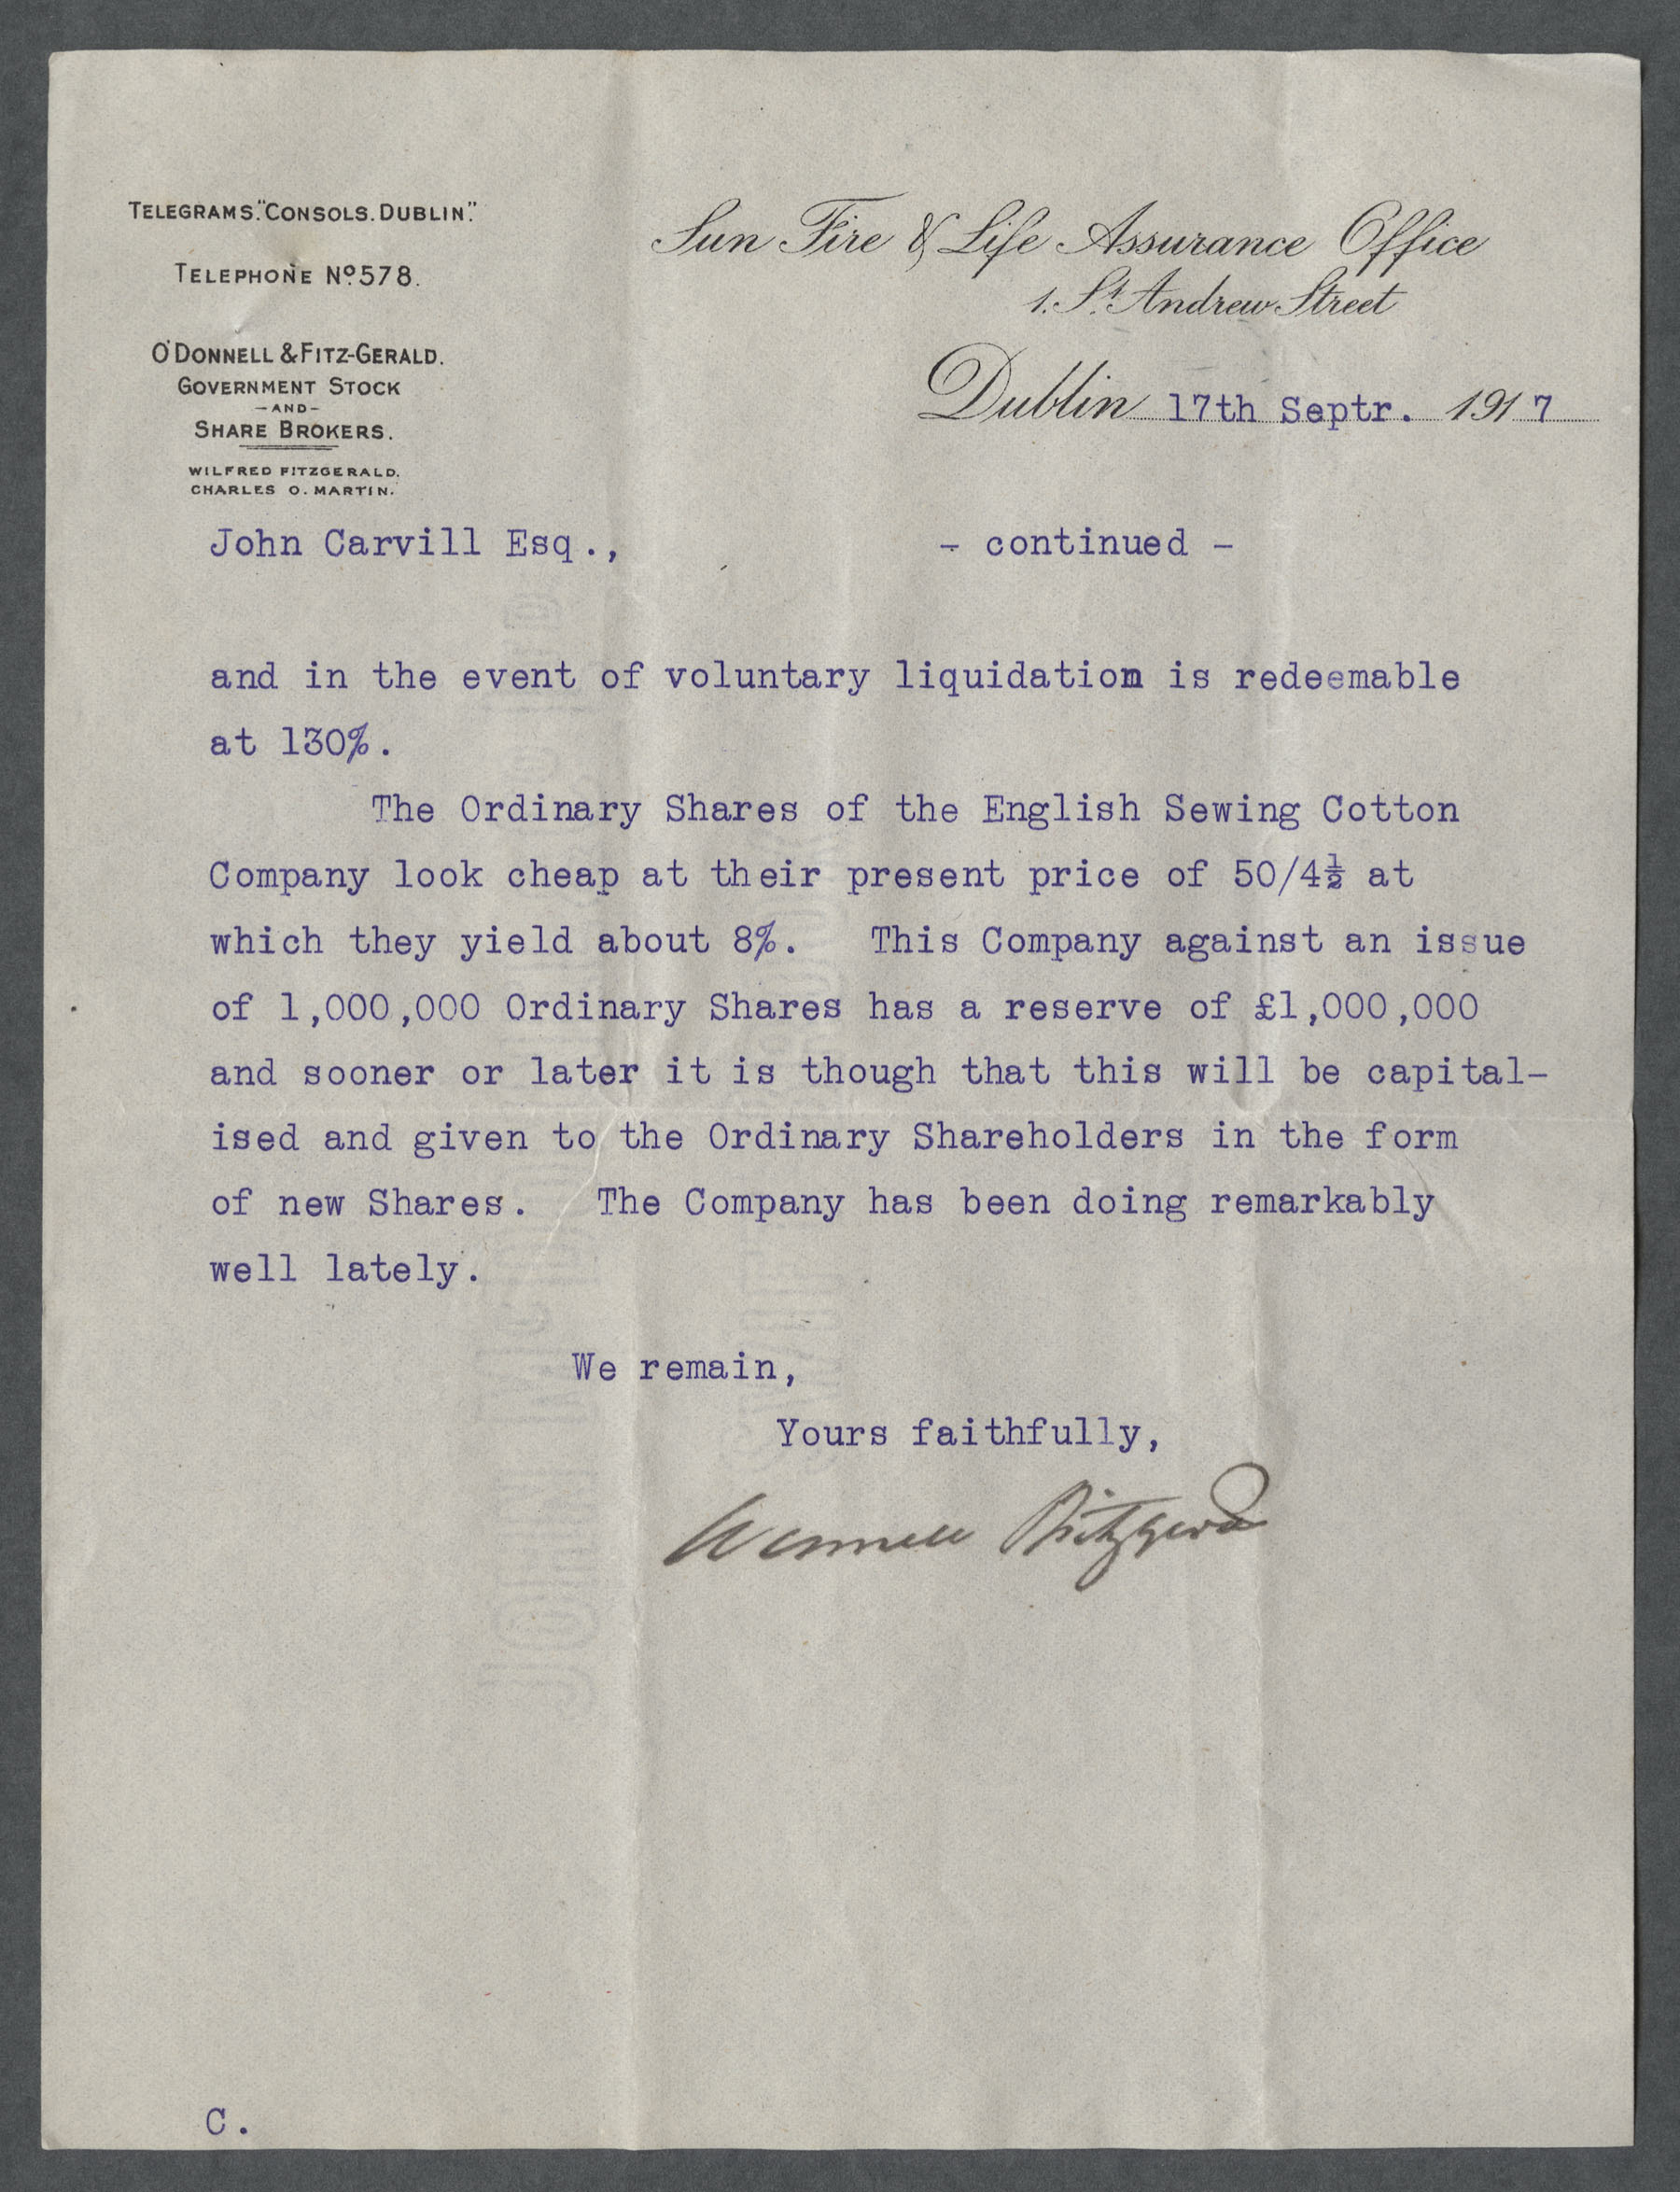 TELEGRAMS. "CONSOLS. DUBLIN."
TELEPHONE No. 578.
O'DONNELL & FITZ-GERALD.
GOVERNMENT STOCK
-AND-
SHARE BROKERS.
WILFRED FITZGERALD.
CHARLES O. MARTIN.
Sun Fire & Life Assurance Office
1. St. Andrew Street
Dublin 17th Septr. 1917
John Carvill Esq., - continued -
and in the event of voluntary liquidation is redeemable
at 130%.
The Ordinary Shares of the English Sewing Cotton
Company look cheap at their present price of 50/4½ at
which they yield about 8%. This Company against an issue
of 1,000,000 Ordinary Shares has a reserve of £1,000,000
and sooner or later it is though that this will be capital-
ised and given to the Ordinary Shareholders in the form
of new Shares. The Company has been doing remarkably
well lately.
We remain,
Yours faithfully,
C.